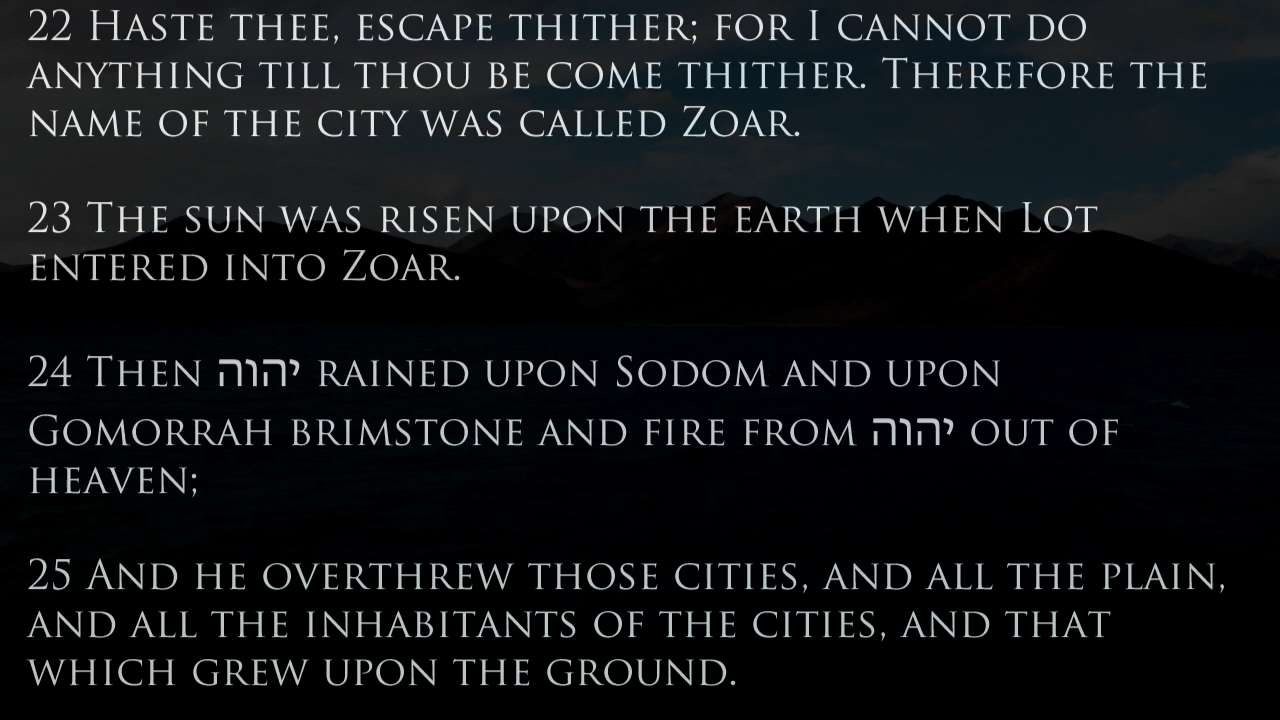 22 Haste thee, escape thither; for I cannot do
anything till thou be come thither. Therefore the
name of the city was called Zoar.
23 The sun was risen upon the earth when Lot
entered into Zoar.
24 Then יהוה rained upon Sodom and upon
Gomorrah brimstone and fire from יהוה out of
heaven;
25 And he overthrew those cities, and all the plain,
and all the inhabitants of the cities, and that
which grew upon the ground.